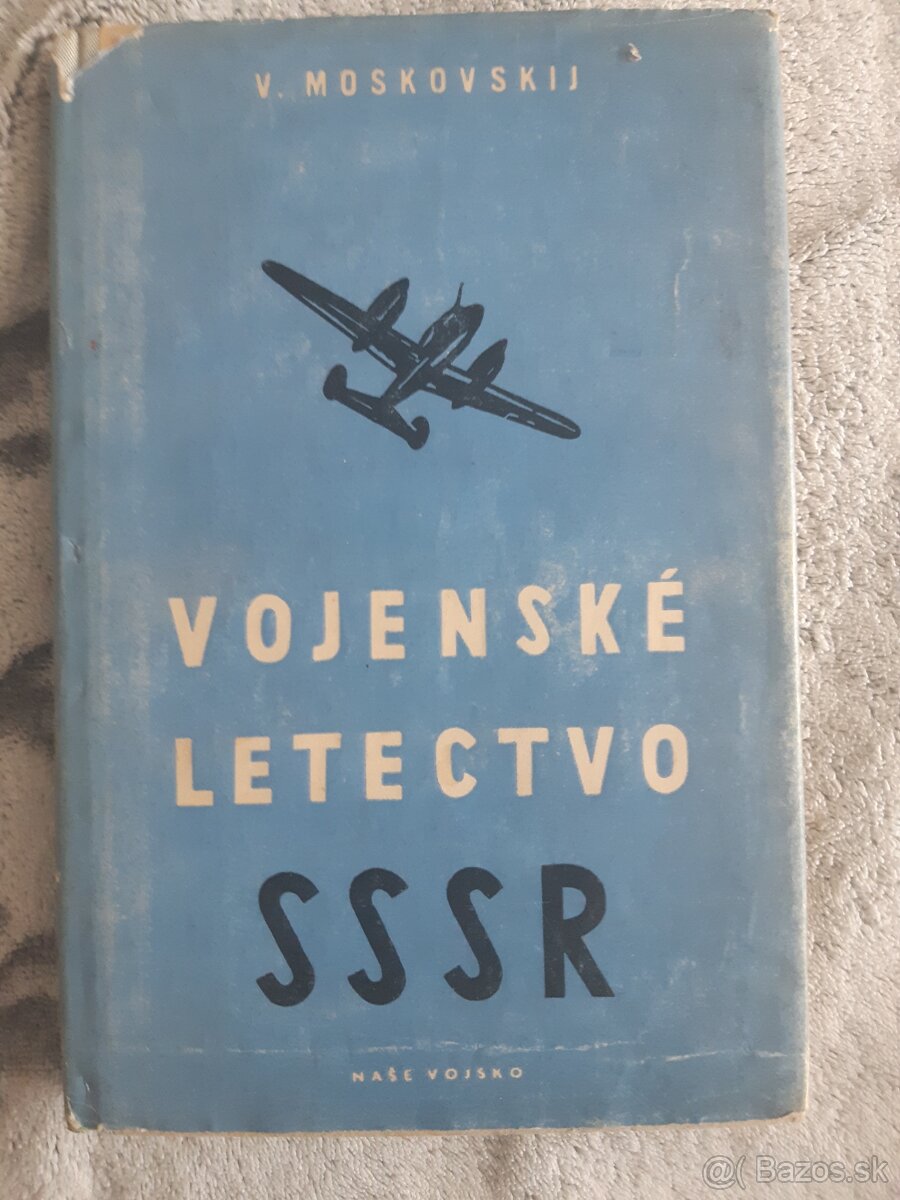 V. MOSKOVSKIJ
VOJENSKÉ
LETECTVO
SSSR
NAŠE VOJSKO
@( Bazos.sk